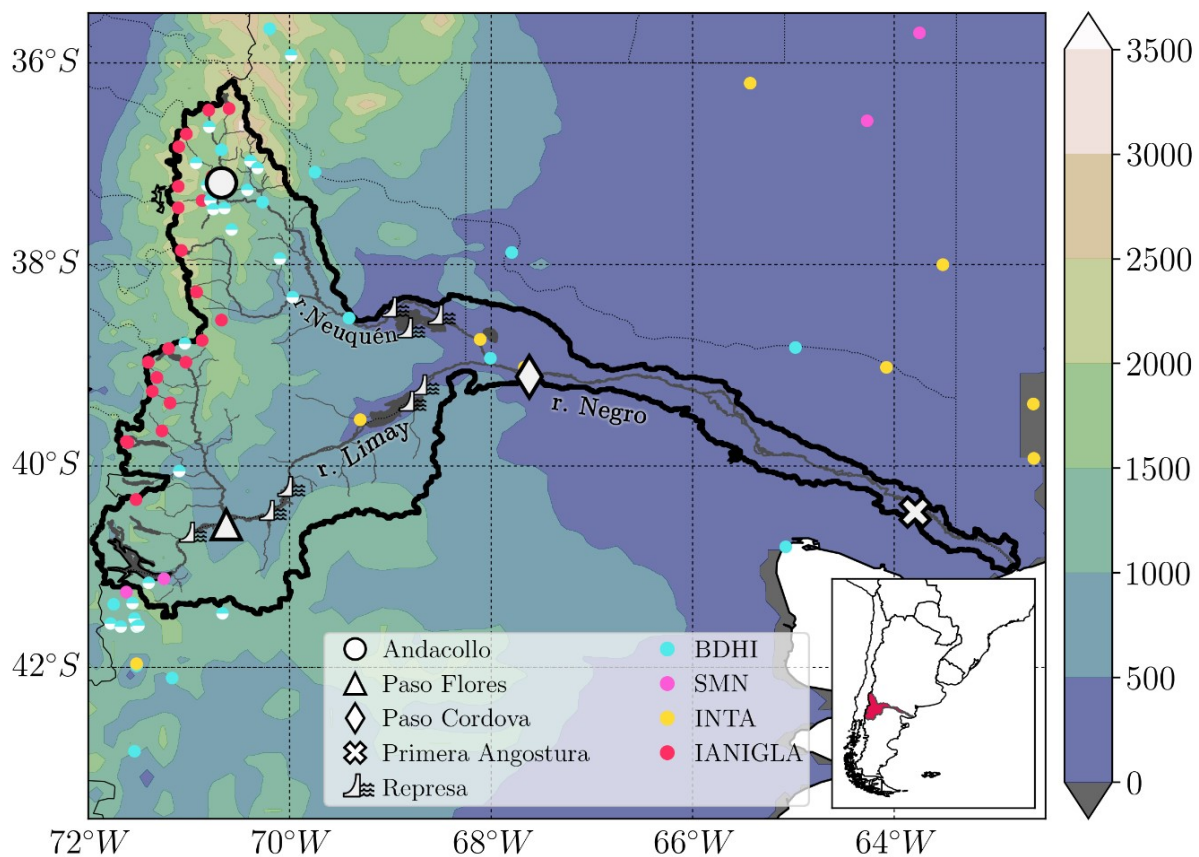 36°S
38°S
40°S
42°S
72°W
70°W
68°W
66°W
64°W
r.Neuquén
r. Limay
r. Negro
Andacollo
Paso Flores
Paso Cordova
Primera Angostura
Represa
BDHI
SMN
INTA
IANIGLA
3500
3000
2500
2000
1500
1000
500
0